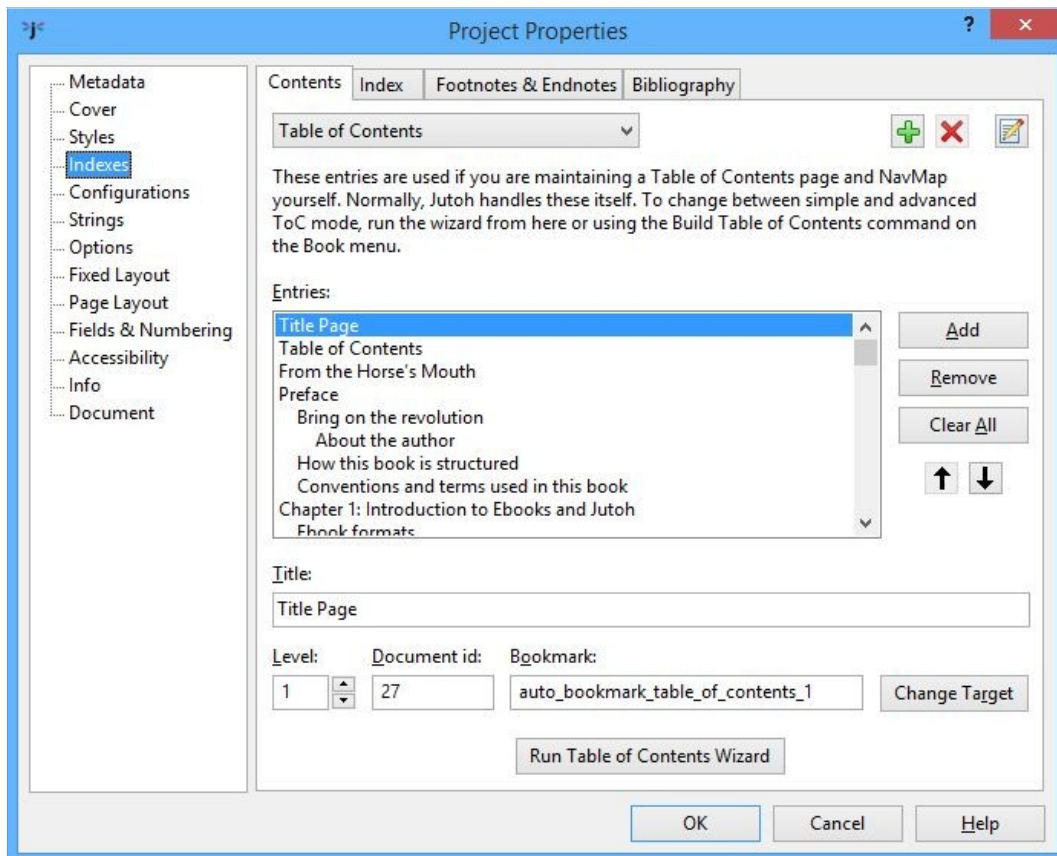 Project Properties
?
Metadata
Cover
Styles
Indexes
Configurations
Strings
Options
Fixed Layout
Page Layout
Fields & Numbering
Accessibility
Info
Document
Contents
Index
Footnotes & Endnotes
Bibliography
Table of Contents
These entries are used if you are maintaining a Table of Contents page and NavMap
yourself. Normally, Jutoh handles these itself. To change between simple and advanced
ToC mode, run the wizard from here or using the Build Table of Contents command on
the Book menu.
Entries:
Title Page
Table of Contents
From the Horse's Mouth
Preface
Bring on the revolution
About the author
How this book is structured
Conventions and terms used in this book
Chapter 1: Introduction to Ebooks and Jutoh
Ebook formats
Add
Remove
Clear All
Title:
Title Page
Level:
Document id:
Bookmark:
1
27
auto_bookmark_table_of_contents_1
Change Target
Run Table of Contents Wizard
OK
Cancel
Help